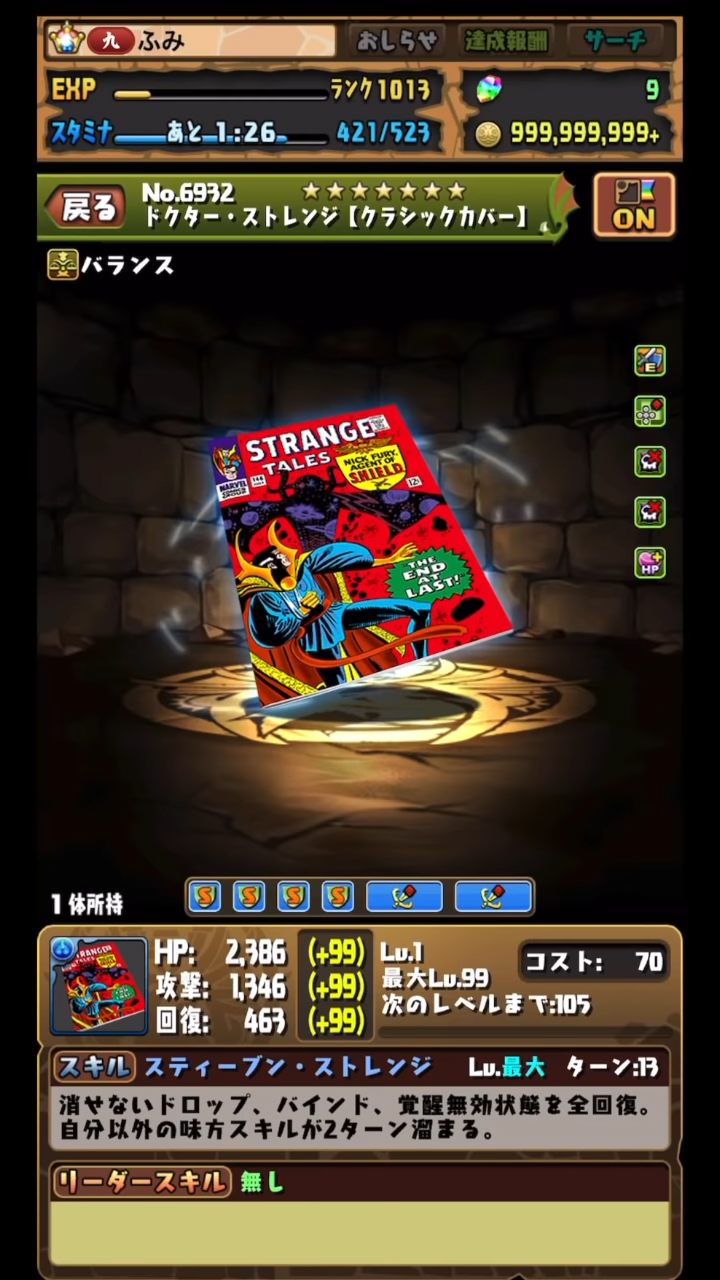 九 ふみ
おしらせ 達成報酬 サーチ
EXP ランク1013
9
スタミナ あと 1:26 421/523
999,999,999+
戻る
No.6932 ★★★★★★★
ドクター・ストレンジ【クラシックカバー】
ON
バランス
E
STRANGE
TALES
NICK FURY,
AGENT OF
SHIELD
MARVEL
146
12¢
THE
END
AT
LAST!
HP
1体所持
HP: 2,386 (+99)
攻撃: 1,346 (+99)
回復: 463 (+99)
Lv.1
最大Lv.99
次のレベルまで:105
コスト: 70
スキル スティーブン・ストレンジ Lv.最大 ターン:13
消せないドロップ、バインド、覚醒無効状態を全回復。
自分以外の味方スキルが2ターン溜まる。
リーダースキル 無し